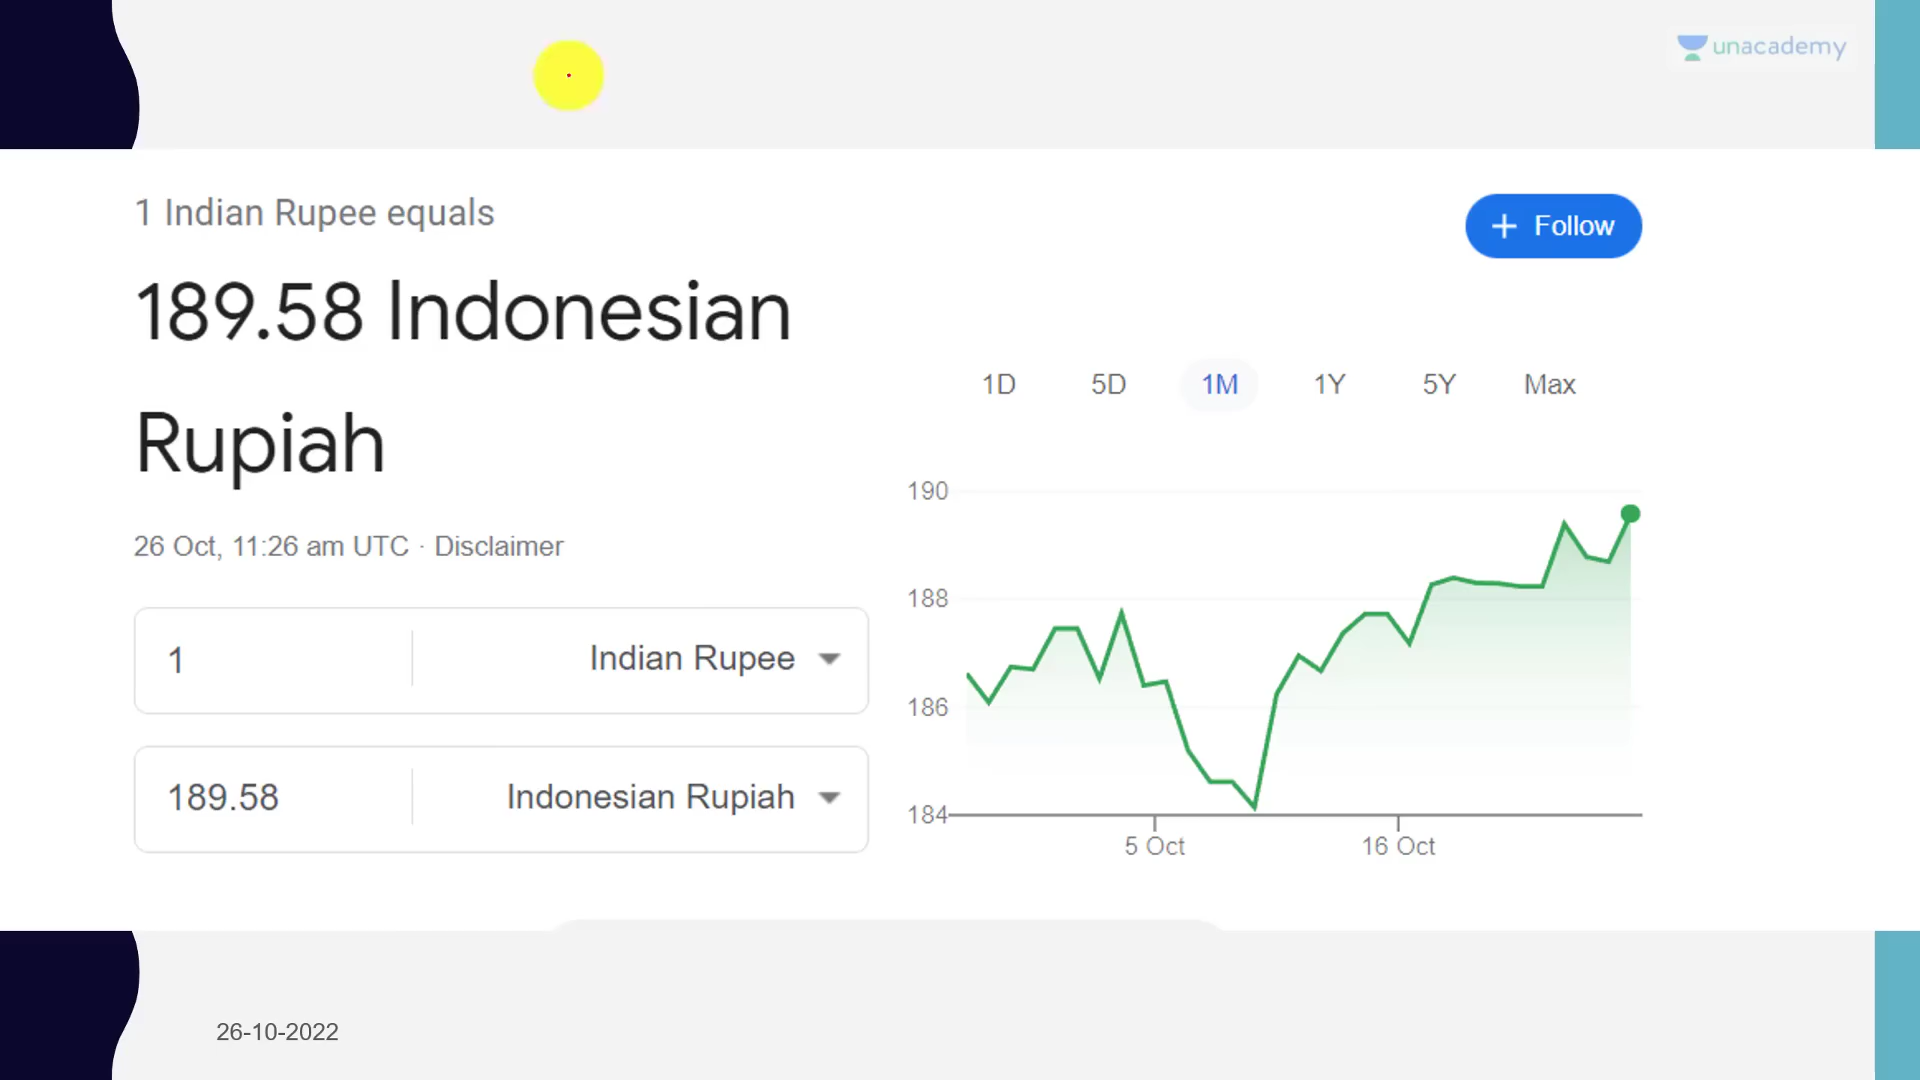 unacademy
1 Indian Rupee equals
+ Follow
189.58 Indonesian
Rupiah
1D 5D 1M 1Y 5Y Max
26 Oct, 11:26 am UTC · Disclaimer
1 Indian Rupee
189.58 Indonesian Rupiah
190
188
186
184
5 Oct 16 Oct
26-10-2022